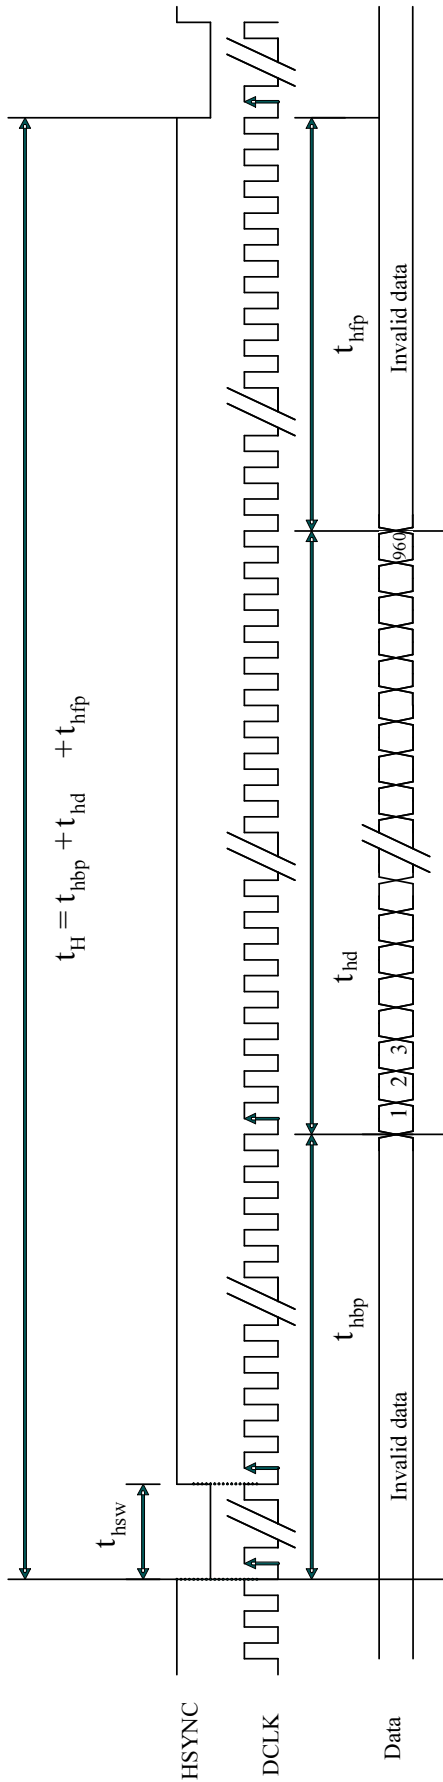 t_H = t_hbp + t_hd + t_hfp
t_hsw
HSYNC
DCLK
t_hbp
t_hd
t_hfp
Data
Invalid data
1
2
3
960
Invalid data